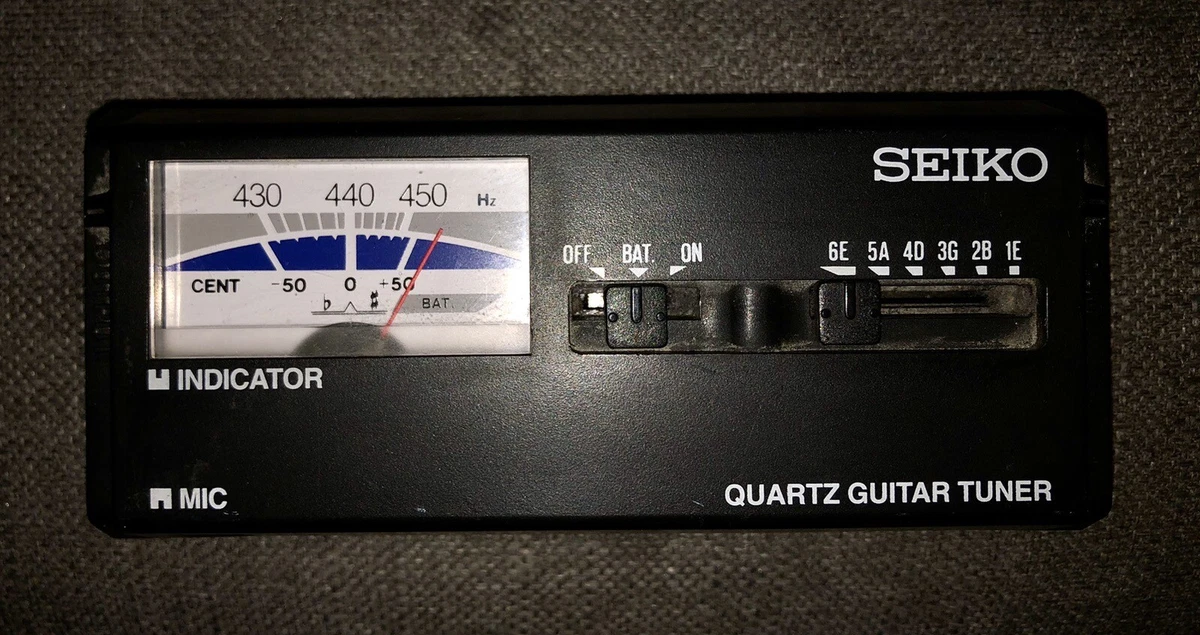 430 440 450 Hz
CENT -50 0 +50
♭ ♯ BAT.
INDICATOR
MIC
SEIKO
OFF BAT. ON
6E 5A 4D 3G 2B 1E
QUARTZ GUITAR TUNER